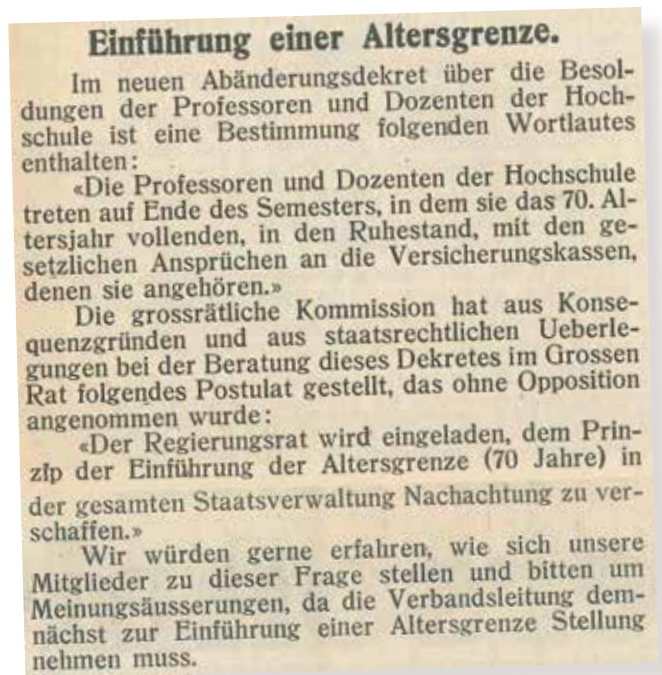 Einführung einer Altersgrenze.
Im neuen Abänderungsdekret über die Besol-
dungen der Professoren und Dozenten der Hoch-
schule ist eine Bestimmung folgenden Wortlautes
enthalten:
«Die Professoren und Dozenten der Hochschule
treten auf Ende des Semesters, in dem sie das 70. Al-
tersjahr vollenden, in den Ruhestand, mit den ge-
setzlichen Ansprüchen an die Versicherungskassen,
denen sie angehören.»
Die grossrätliche Kommission hat aus Konse-
quenzgründen und aus staatsrechtlichen Ueberle-
gungen bei der Beratung dieses Dekretes im Grossen
Rat folgendes Postulat gestellt, das ohne Opposition
angenommen wurde:
«Der Regierungsrat wird eingeladen, dem Prin-
zip der Einführung der Altersgrenze (70 Jahre) in
der gesamten Staatsverwaltung Nachachtung zu ver-
schaffen.»
Wir würden gerne erfahren, wie sich unsere
Mitglieder zu dieser Frage stellen und bitten um
Meinungsäusserungen, da die Verbandsleitung dem-
nächst zur Einführung einer Altersgrenze Stellung
nehmen muss.